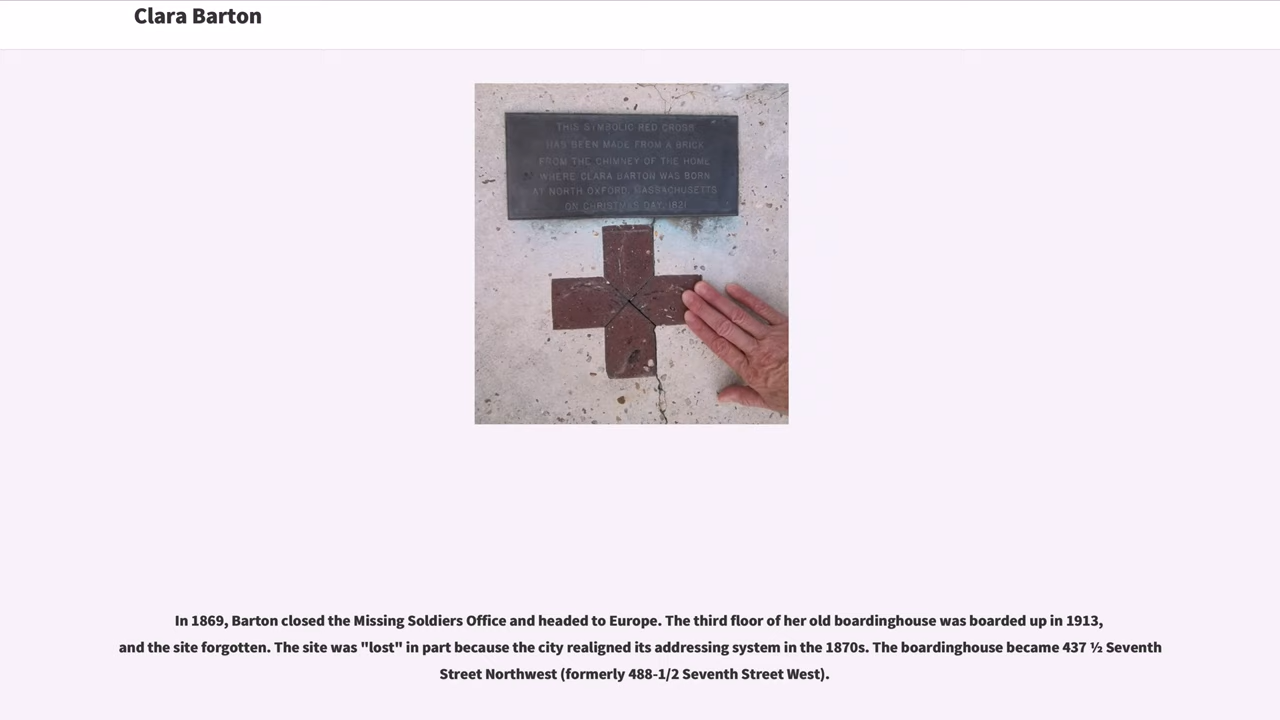 Clara Barton
THIS SYMBOLIC RED CROSS
HAS BEEN MADE FROM A BRICK
FROM THE CHIMNEY OF THE HOME
WHERE CLARA BARTON WAS BORN
AT NORTH OXFORD, MASSACHUSETTS
ON CHRISTMAS DAY, 1821
In 1869, Barton closed the Missing Soldiers Office and headed to Europe. The third floor of her old boardinghouse was boarded up in 1913,
and the site forgotten. The site was "lost" in part because the city realigned its addressing system in the 1870s. The boardinghouse became 437 ½ Seventh
Street Northwest (formerly 488-1/2 Seventh Street West).